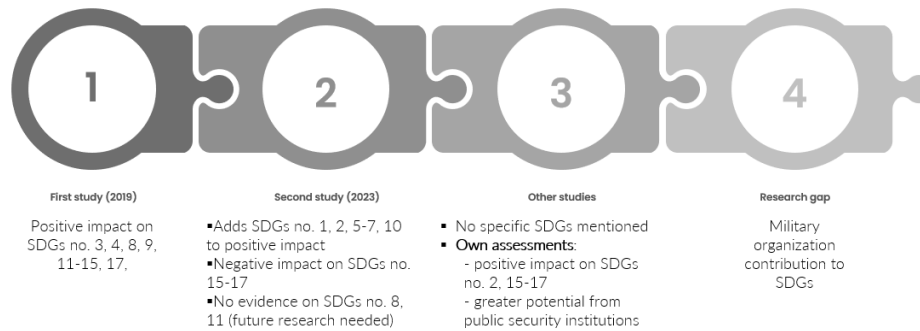 1
First study (2019)
Positive impact on
SDGs no. 3, 4, 8, 9,
11-15, 17,
2
Second study (2023)
▪Adds SDGs no. 1, 2, 5-7, 10
to positive impact
▪Negative impact on SDGs no.
15-17
▪No evidence on SDGs no. 8,
11 (future research needed)
3
Other studies
▪ No specific SDGs mentioned
▪ Own assessments:
- positive impact on SDGs
no. 2, 15-17
- greater potential from
public security institutions
4
Research gap
Military
organization
contribution to
SDGs